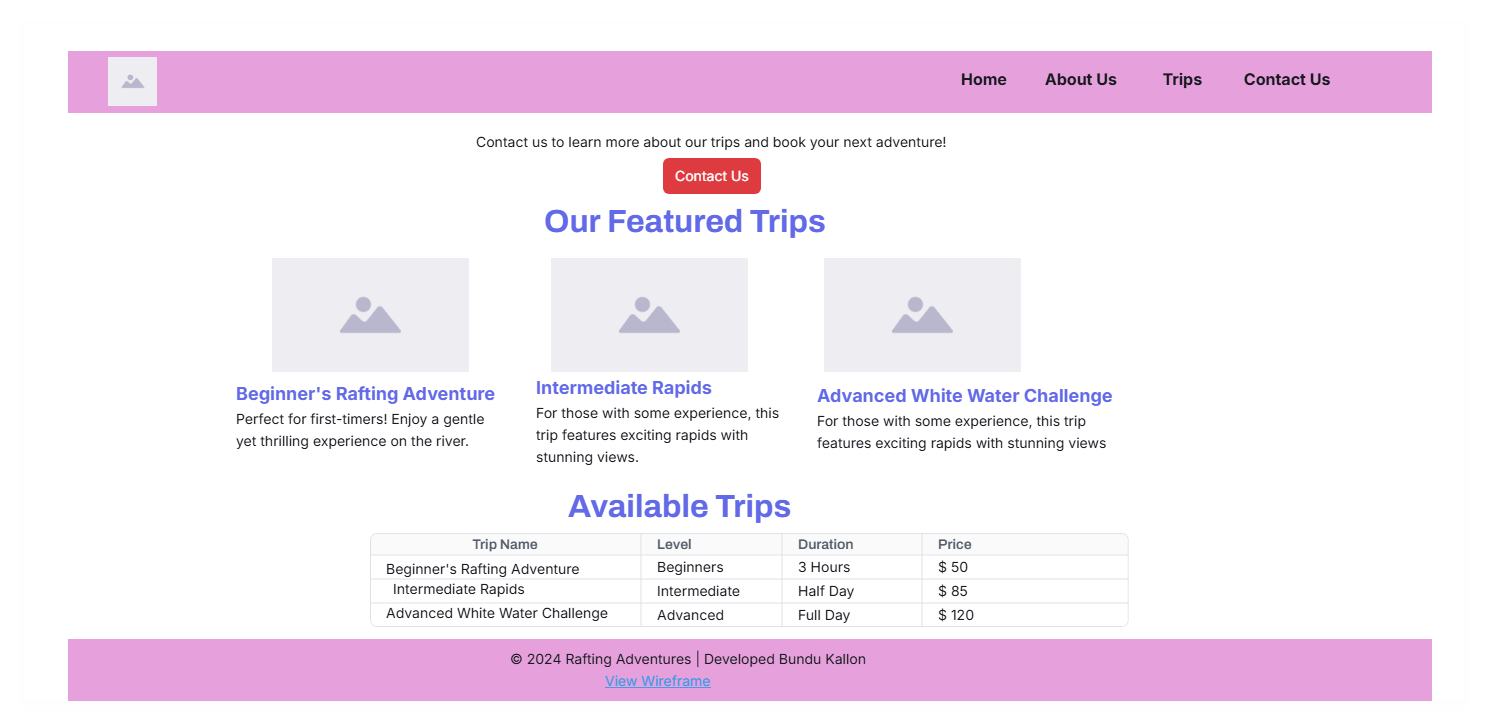 Home About Us Trips Contact Us
Contact us to learn more about our trips and book your next adventure!
Contact Us
Our Featured Trips
Beginner's Rafting Adventure
Perfect for first-timers! Enjoy a gentle
yet thrilling experience on the river.
Intermediate Rapids
For those with some experience, this
trip features exciting rapids with
stunning views.
Advanced White Water Challenge
For those with some experience, this trip
features exciting rapids with stunning views
Available Trips
Trip Name Level Duration Price
Beginner's Rafting Adventure Beginners 3 Hours $ 50
Intermediate Rapids Intermediate Half Day $ 85
Advanced White Water Challenge Advanced Full Day $ 120
© 2024 Rafting Adventures | Developed Bundu Kallon
View Wireframe